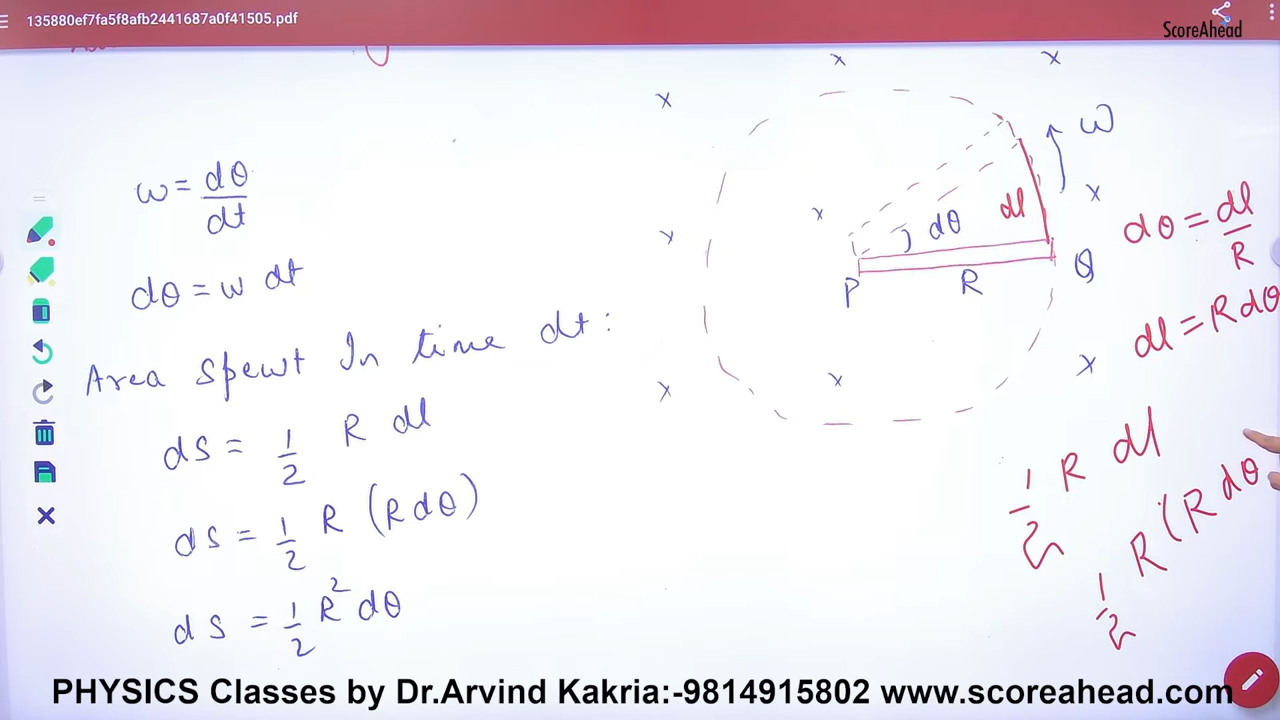 135880ef7fa5f8afb2441687a0f41505.pdf
ScoreAhead
ω = dθ/dt
dθ = ω dt
Area Spewt In time dt :
dS = 1/2 R dl
dS = 1/2 R (R dθ)
dS = 1/2 R² dθ
x x x x x x x x x
ω
dl
dθ
P
R
Q
dθ = dl/R
dl = R dθ
1/2 R dl
1/2 R (R dθ
PHYSICS Classes by Dr.Arvind Kakria:-9814915802 www.scoreahead.com